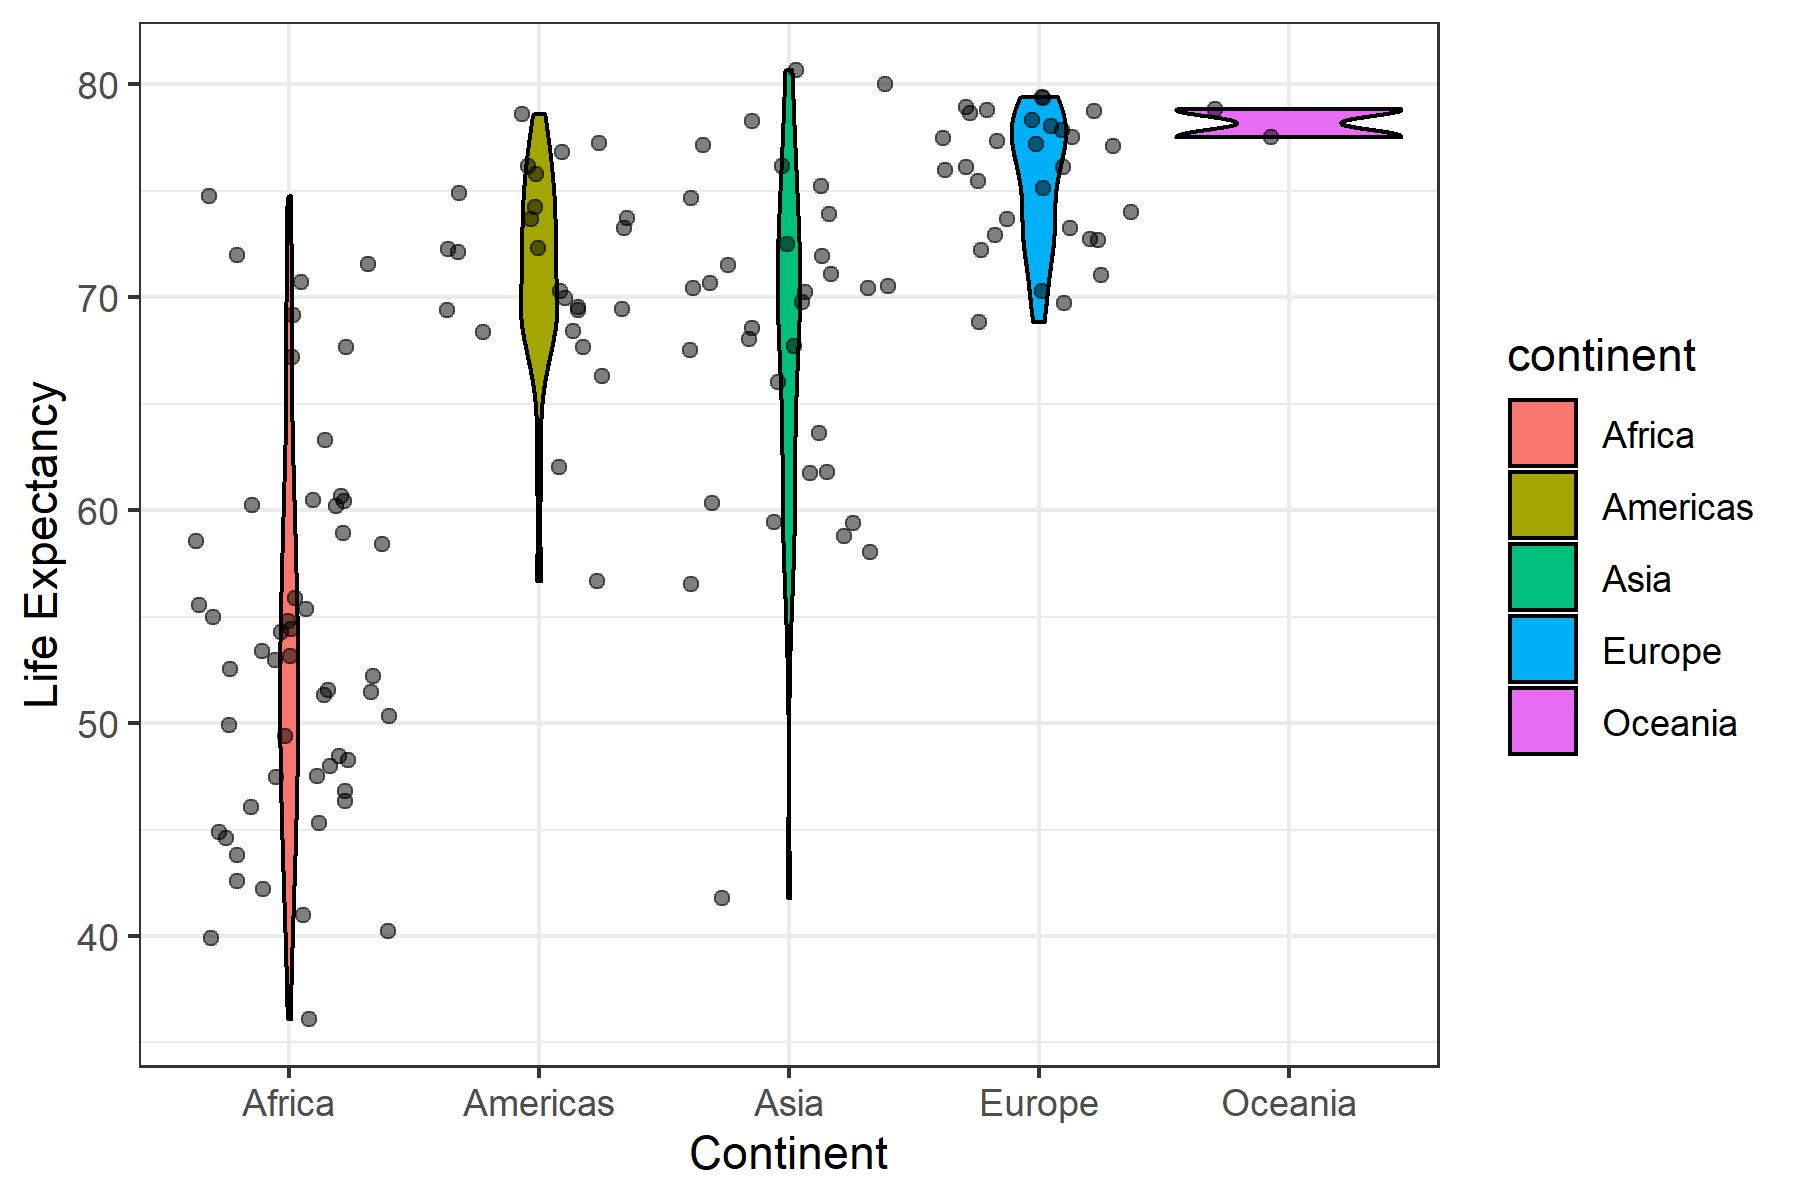 80
70
60
50
40
Life Expectancy
Africa
Americas
Asia
Europe
Oceania
Continent
continent
Africa
Americas
Asia
Europe
Oceania